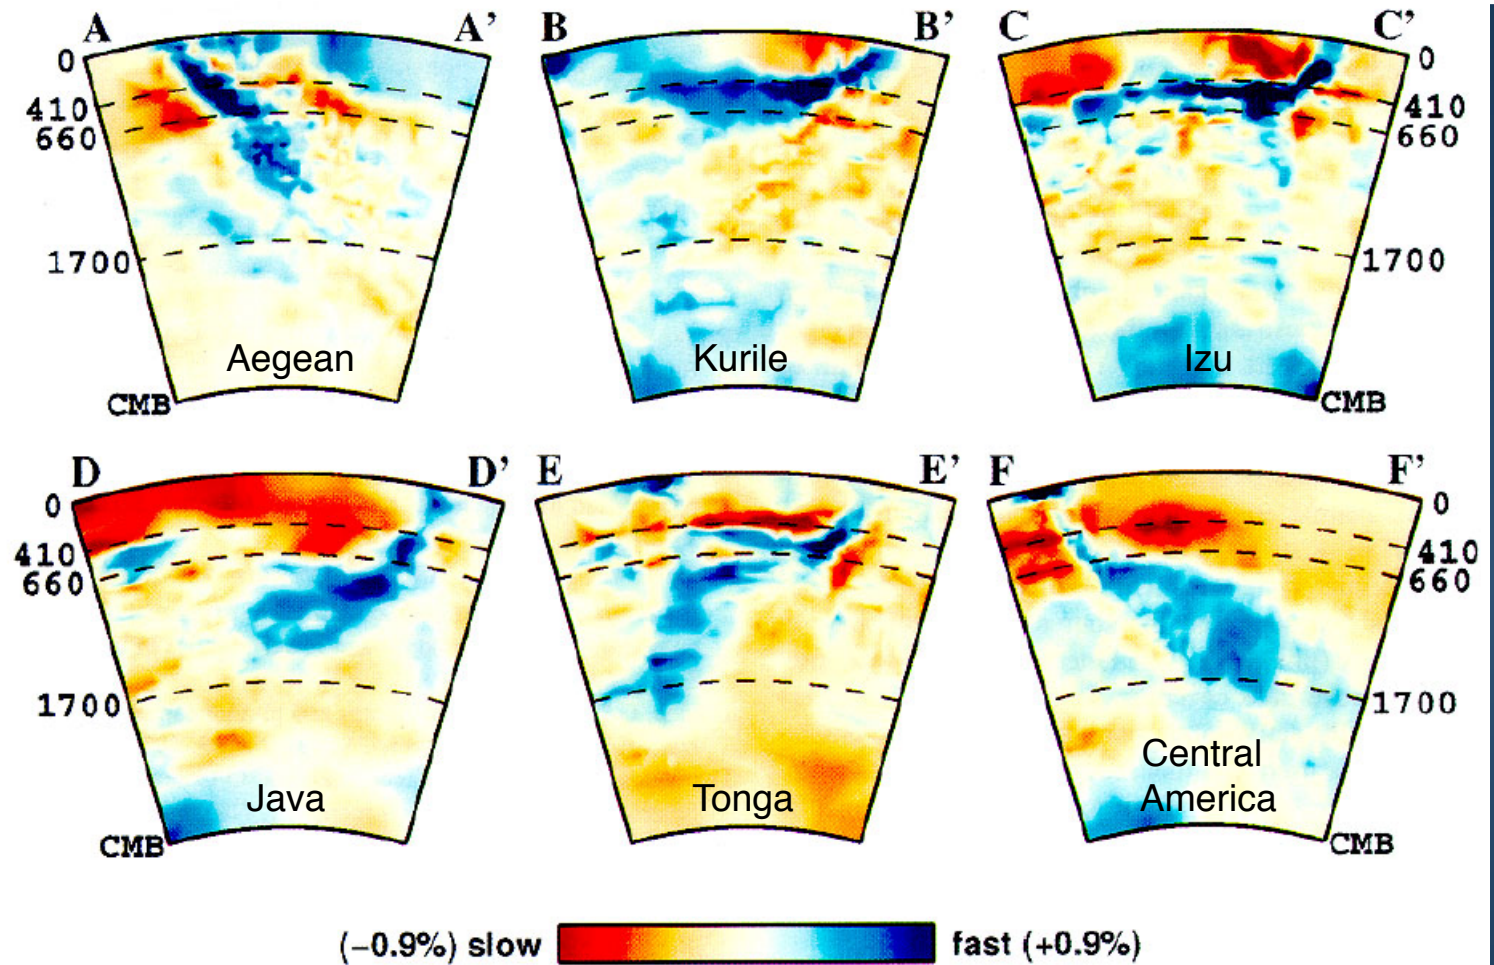 A A' B B' C C'
0 0
410 410
660 660
1700 1700
Aegean Kurile Izu
CMB CMB
D D' E E' F F'
0 0
410 410
660 660
1700 1700
Central
Java Tonga America
CMB CMB
(−0.9%) slow fast (+0.9%)